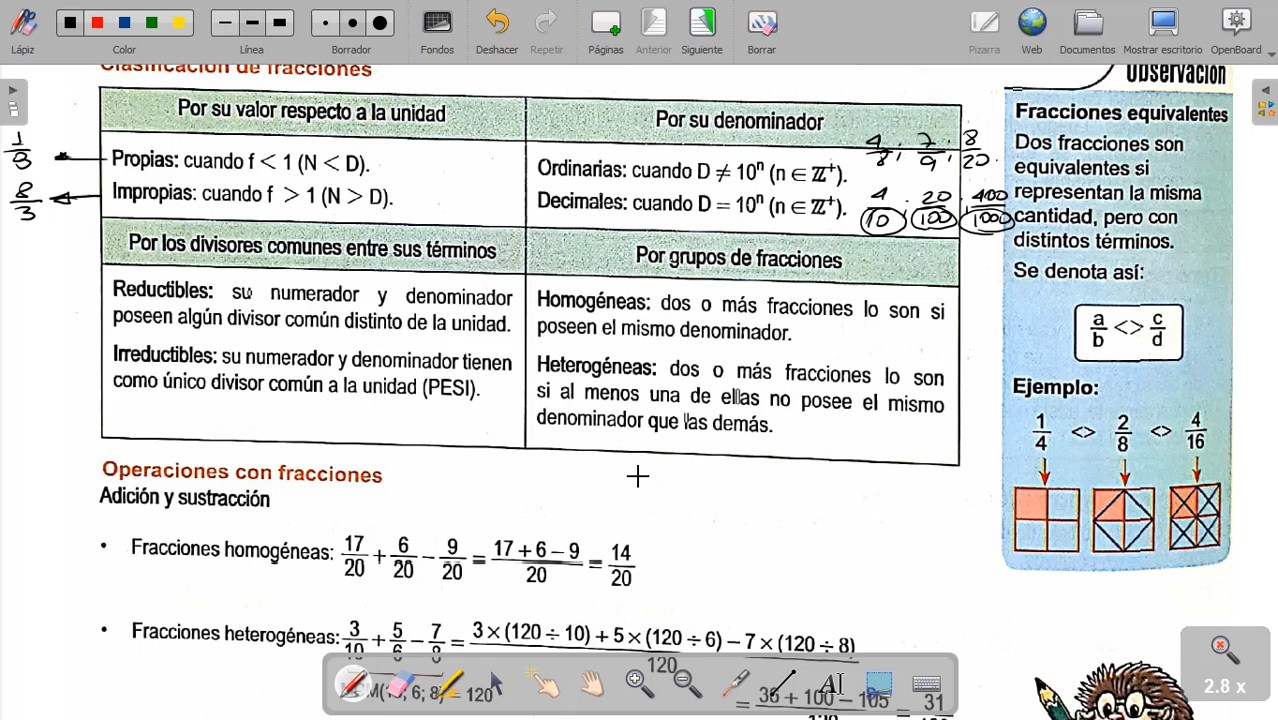 Lápiz
Color
Línea
Borrador
Fondos
Deshacer
Repetir
Páginas
Anterior
Siguiente
Borrar
Pizarra
Web
Documentos
Mostrar escritorio
OpenBoard
Clasificación de fracciones
Por su valor respecto a la unidad
Propias: cuando f < 1 (N < D).
Impropias: cuando f > 1 (N > D).
1/8
8/3
Por su denominador
Ordinarias: cuando D ≠ 10ⁿ (n ∈ ℤ⁺).
Decimales: cuando D = 10ⁿ (n ∈ ℤ⁺).
4/8; 7/9; 8/20
4/10; 20/100; 400/1000
Por los divisores comunes entre sus términos
Reductibles: su numerador y denominador
poseen algún divisor común distinto de la unidad.
Irreductibles: su numerador y denominador tienen
como único divisor común a la unidad (PESI).
Por grupos de fracciones
Homogéneas: dos o más fracciones lo son si
poseen el mismo denominador.
Heterogéneas: dos o más fracciones lo son
si al menos una de ellas no posee el mismo
denominador que las demás.
Observación
Fracciones equivalentes
Dos fracciones son
equivalentes si
representan la misma
cantidad, pero con
distintos términos.
Se denota así:
a/b <> c/d
Ejemplo:
1/4 <> 2/8 <> 4/16
Operaciones con fracciones
Adición y sustracción
• Fracciones homogéneas: 17/20 + 6/20 − 9/20 = (17 + 6 − 9)/20 = 14/20
• Fracciones heterogéneas: 3/10 + 5/6 − 7/8 = (3 × (120 ÷ 10) + 5 × (120 ÷ 6) − 7 × (120 ÷ 8))/120
6; 8) 120
= 36 + 100 − 105 = 31
2.8 x